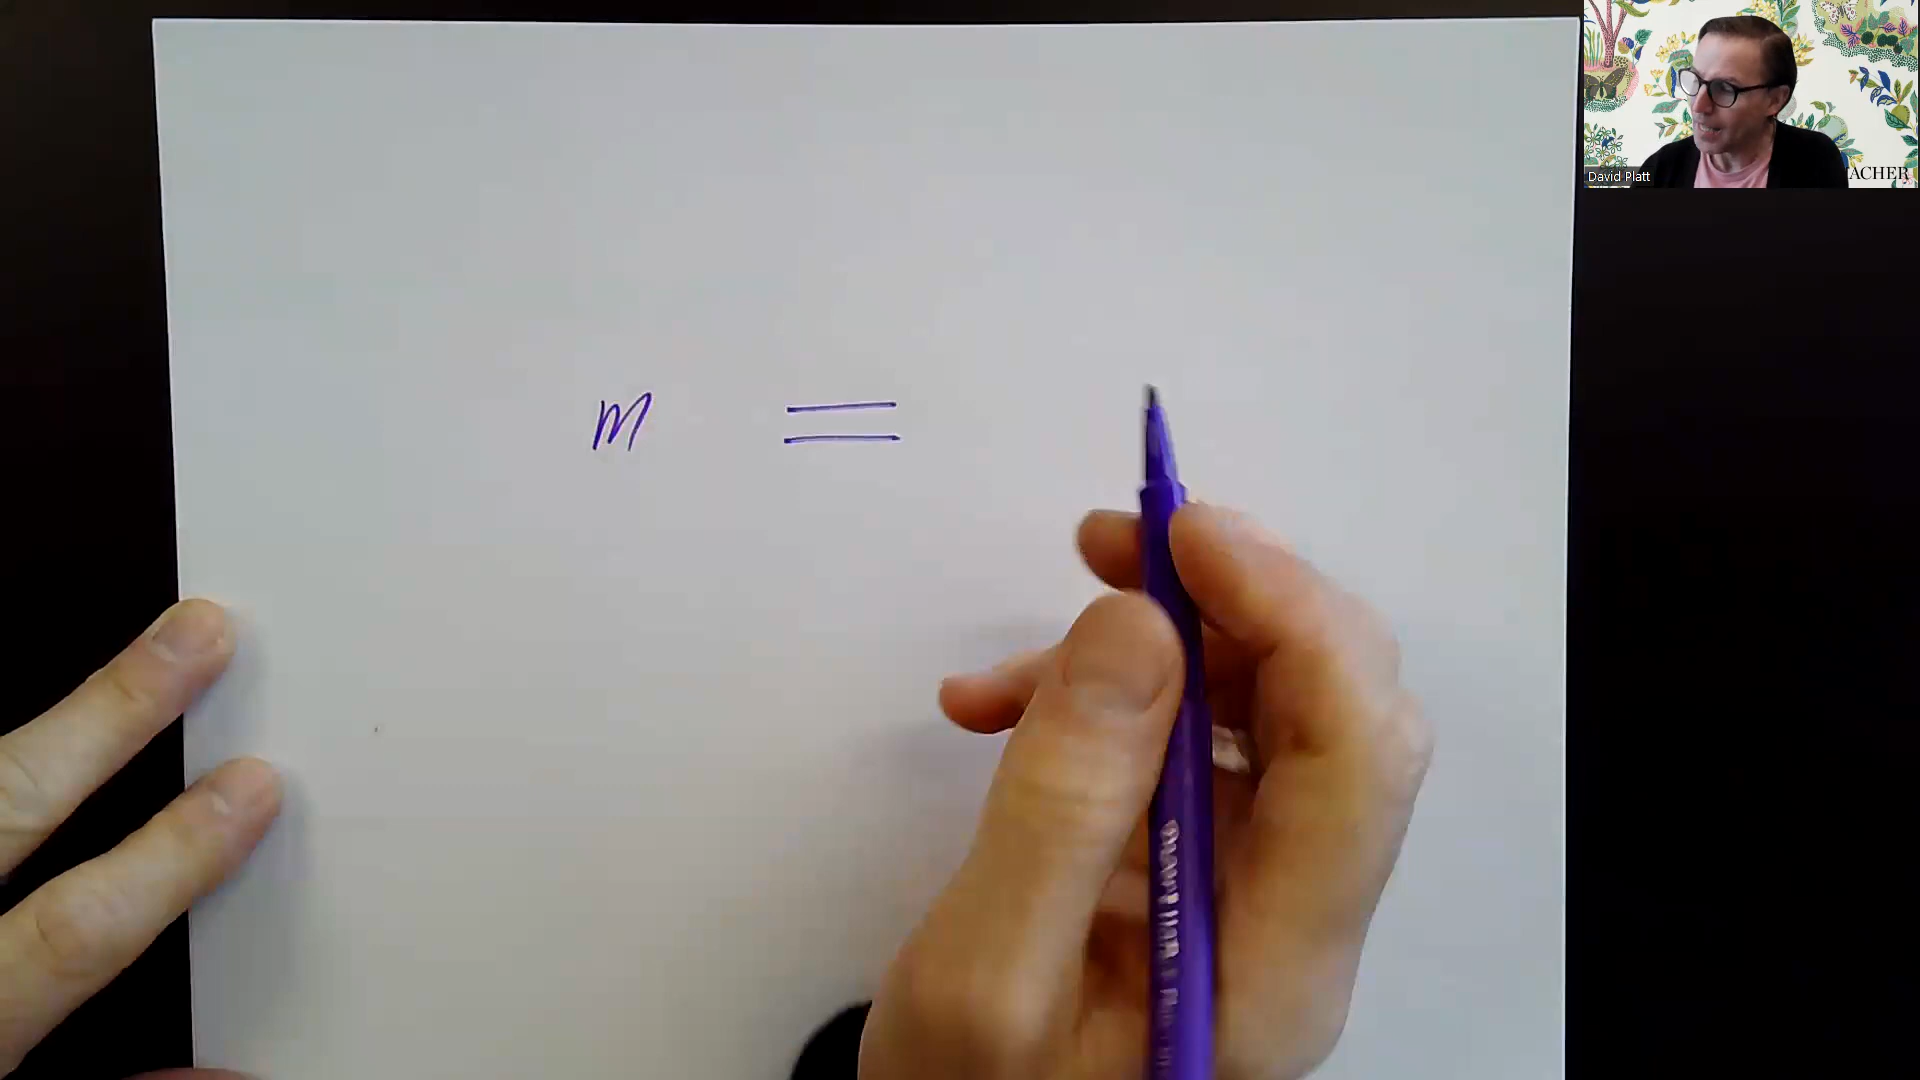 David Platt
ACHER
m =